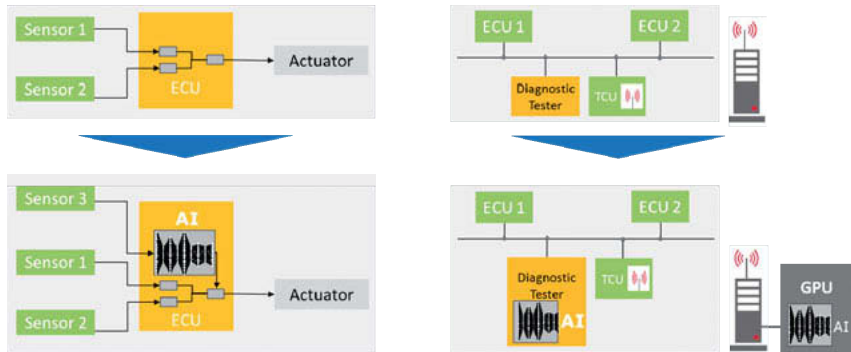 Sensor 1
Sensor 2
ECU
Actuator
ECU 1
ECU 2
Diagnostic
Tester
TCU
Sensor 3
Sensor 1
Sensor 2
AI
ECU
Actuator
ECU 1
ECU 2
Diagnostic
Tester
AI
TCU
GPU
AI